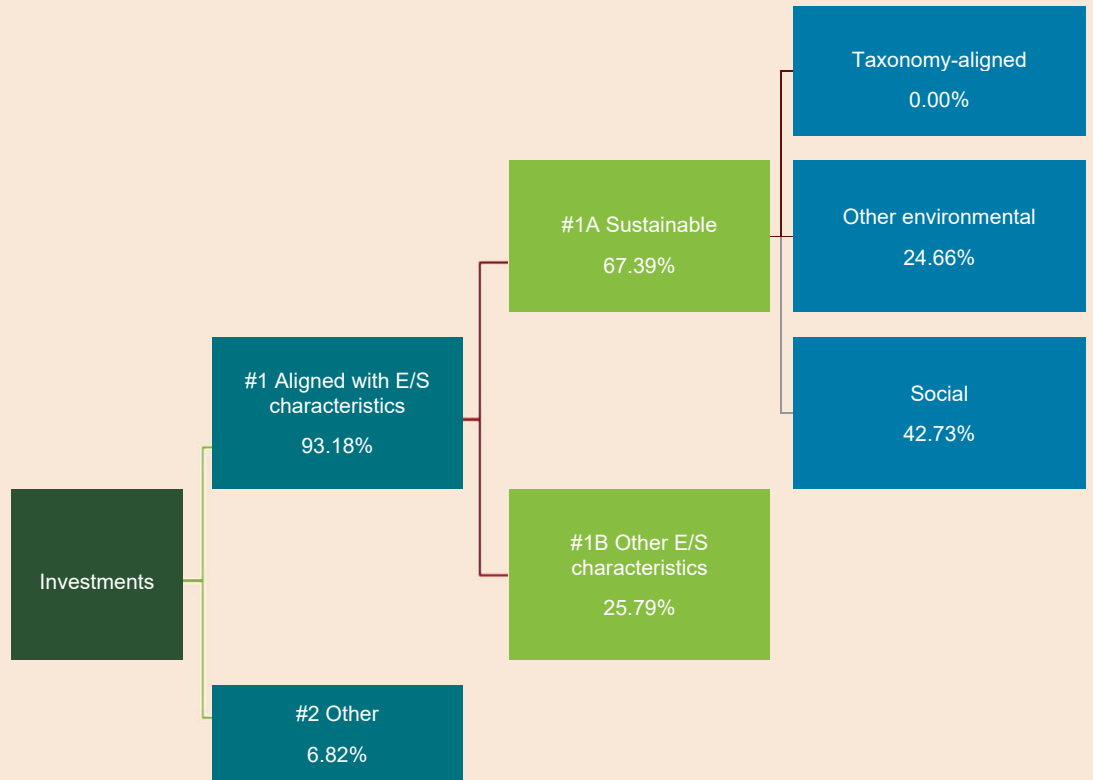 Investments
#1 Aligned with E/S
characteristics
93.18%
#2 Other
6.82%
#1A Sustainable
67.39%
#1B Other E/S
characteristics
25.79%
Taxonomy-aligned
0.00%
Other environmental
24.66%
Social
42.73%